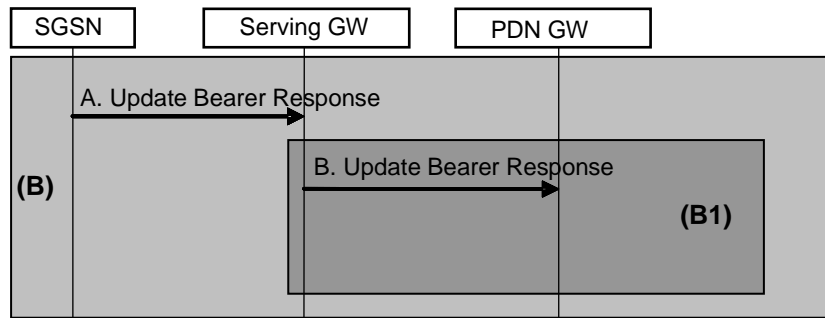 SGSN
Serving GW
PDN GW
A. Update Bearer Response
B. Update Bearer Response
(B)
(B1)